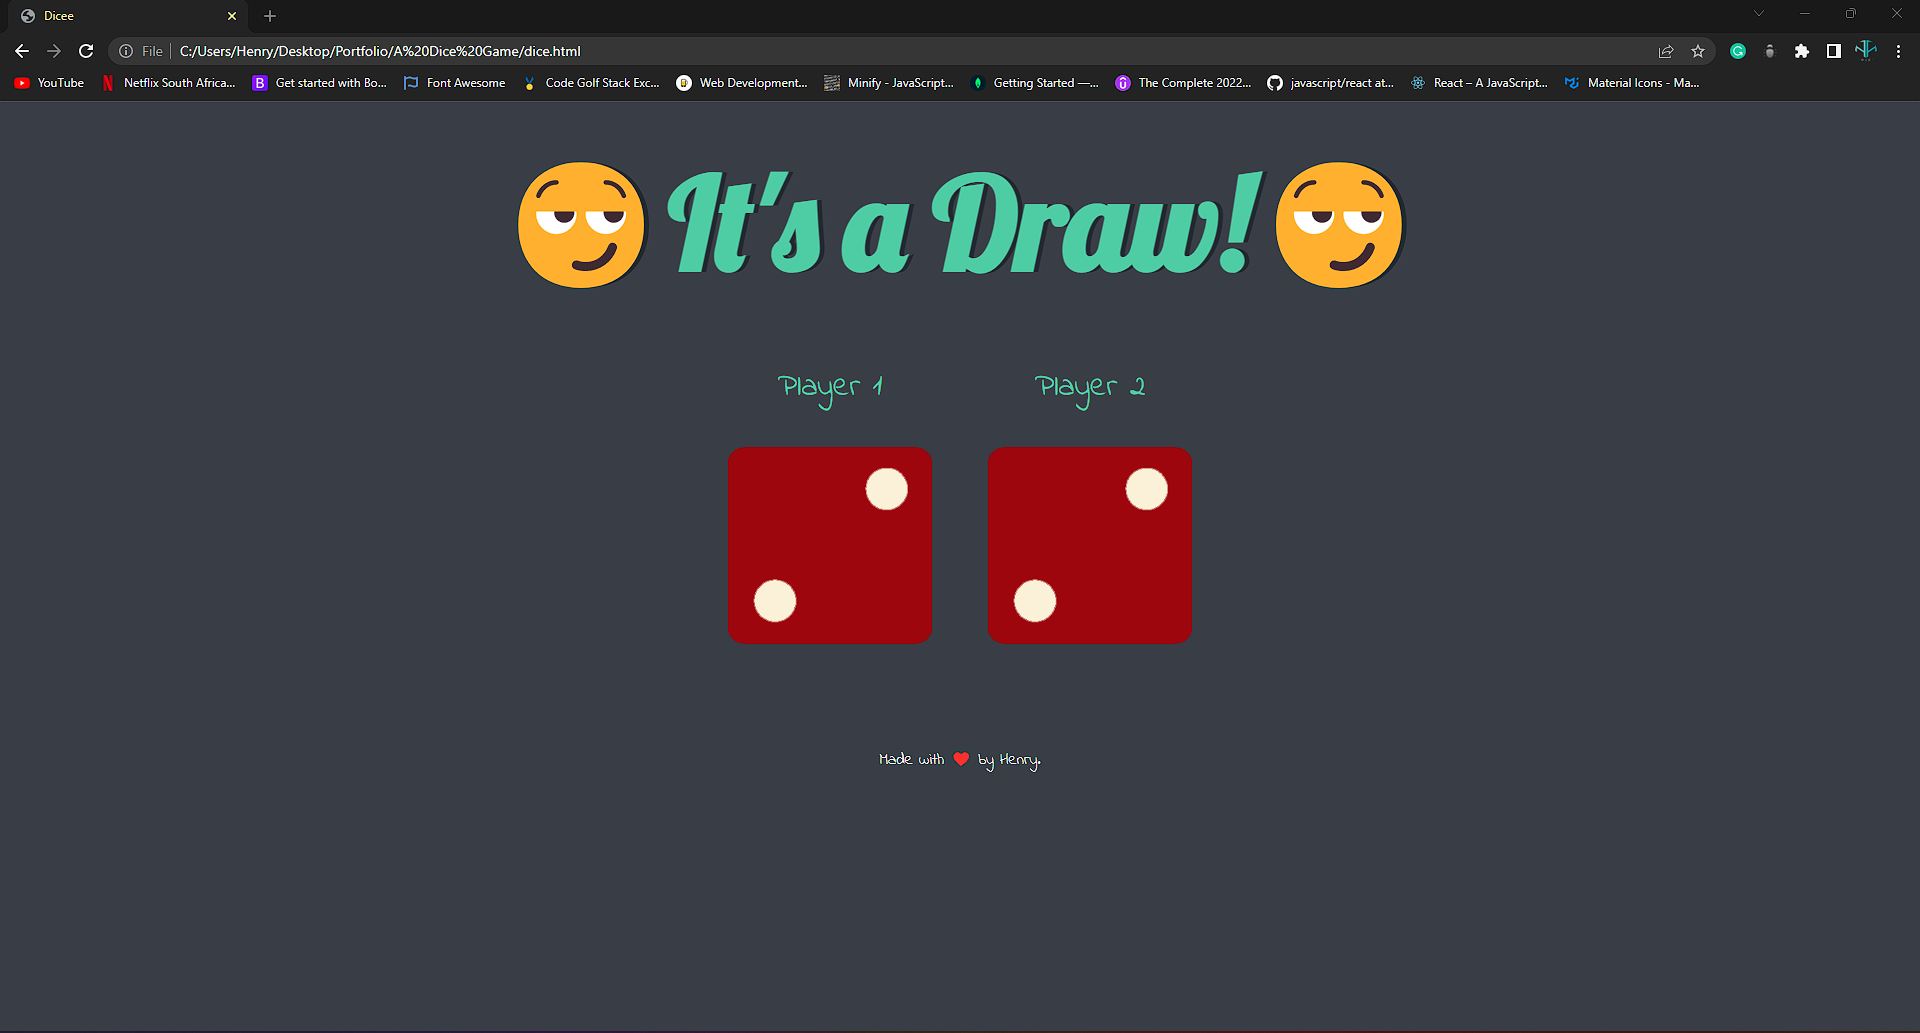 Dicee
File
C:/Users/Henry/Desktop/Portfolio/A%20Dice%20Game/dice.html
YouTube
Netflix South Africa...
Get started with Bo...
Font Awesome
Code Golf Stack Exc...
Web Development...
Minify - JavaScript...
Getting Started —...
The Complete 2022...
javascript/react at...
React – A JavaScript...
Material Icons - Ma...
😏 It's a Draw! 😏
Player 1
Player 2
Made with ❤️ by Henry.